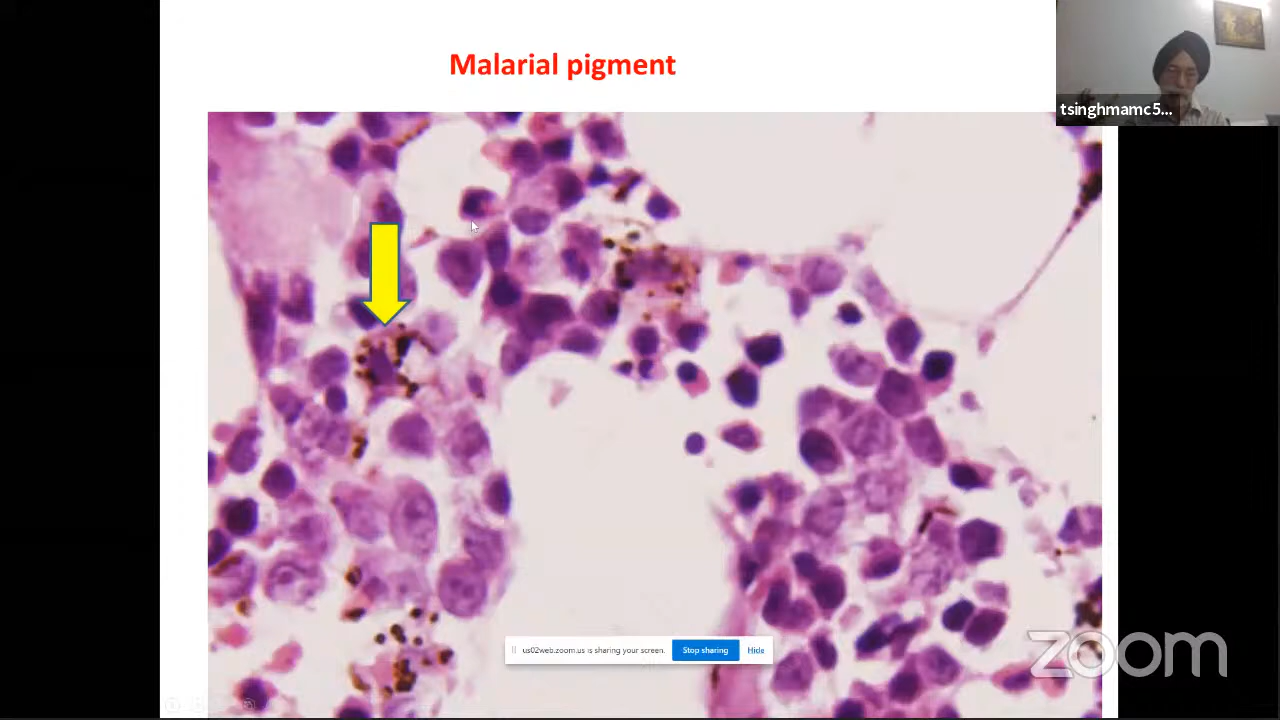 Malarial pigment
tsinghmamc5...
us02web.zoom.us is sharing your screen.
Stop sharing
Hide
zoom